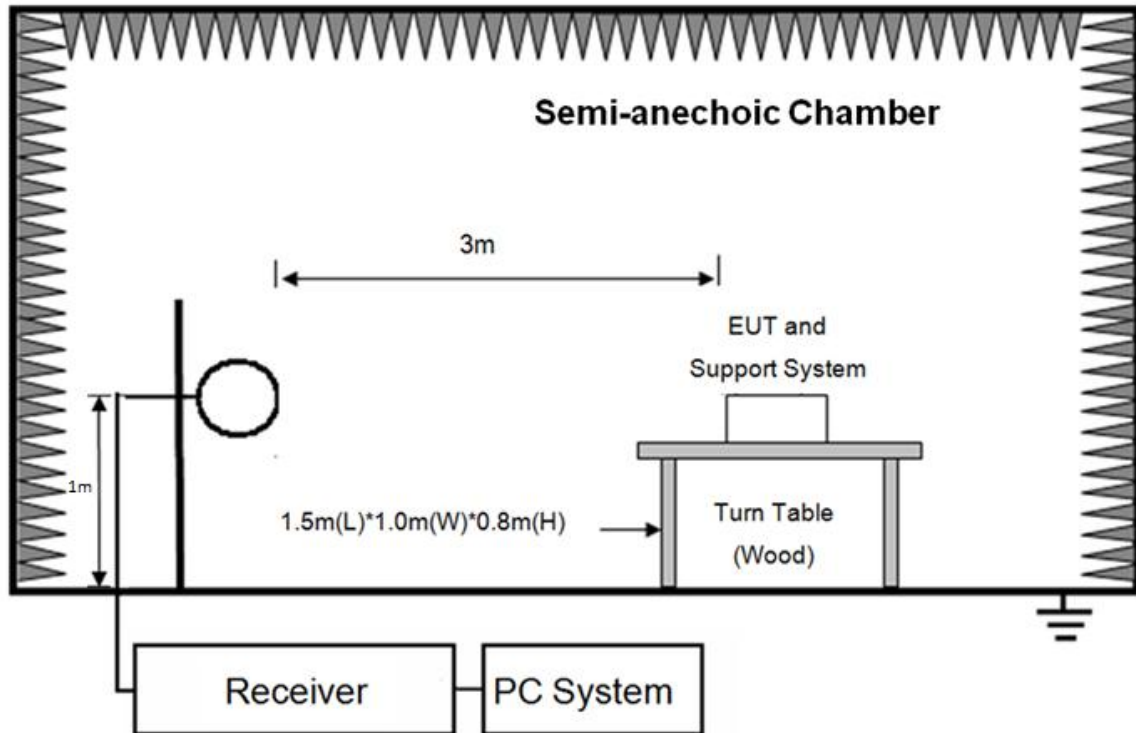 Semi-anechoic Chamber
3m
EUT and
Support System
1m
1.5m(L)*1.0m(W)*0.8m(H)
Turn Table
(Wood)
Receiver
PC System